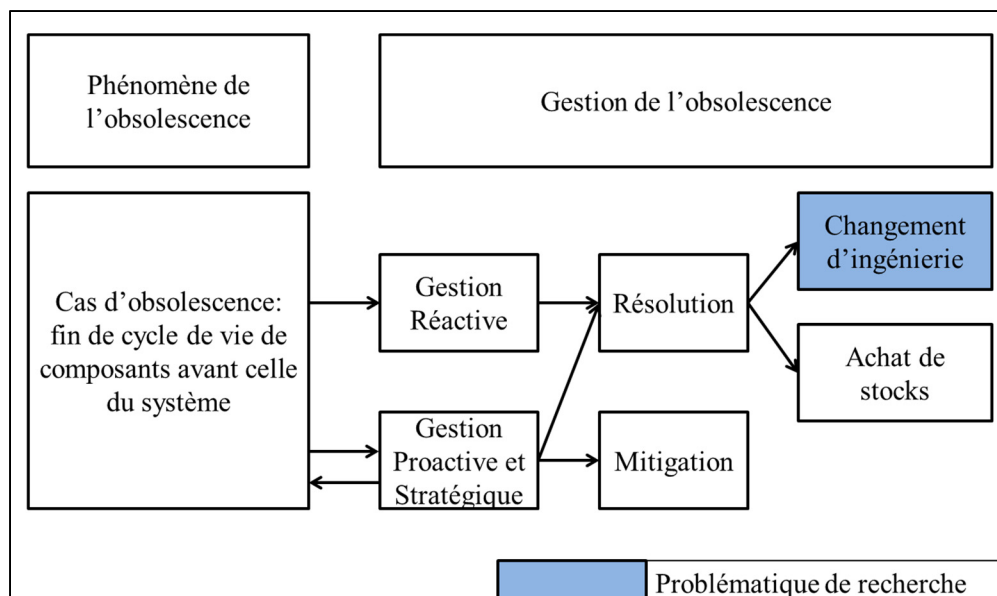 Phénomène de
l’obsolescence
Gestion de l’obsolescence
Cas d’obsolescence:
fin de cycle de vie de
composants avant celle
du système
Gestion
Réactive
Gestion
Proactive et
Stratégique
Résolution
Mitigation
Changement
d’ingénierie
Achat de
stocks
Problématique de recherche